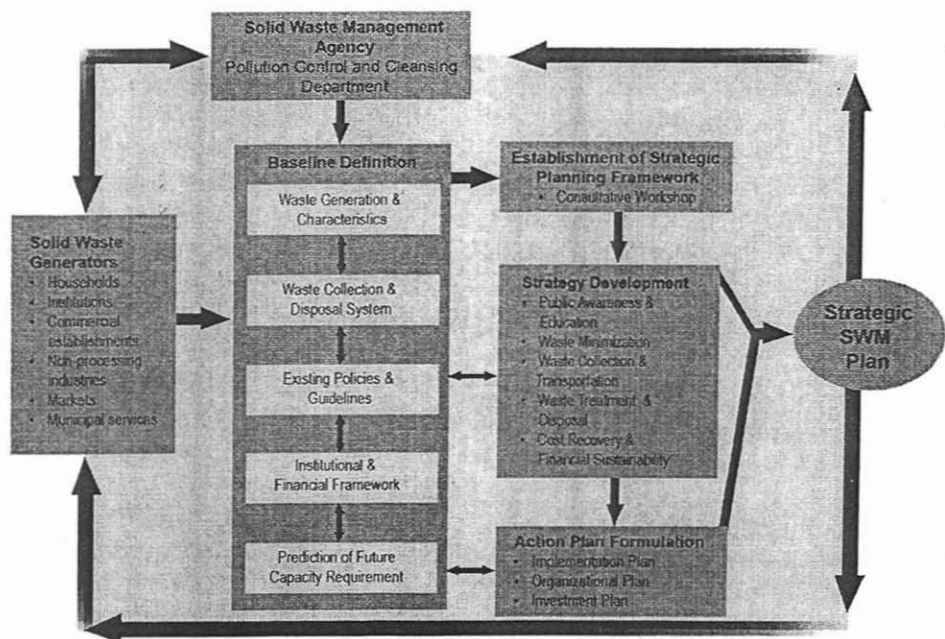 Solid Waste Management
Agency
Pollution Control and Cleansing
Department
Baseline Definition
Waste Generation &
Characteristics
Waste Collection &
Disposal System
Existing Policies &
Guidelines
Institutional &
Financial Framework
Prediction of Future
Capacity Requirement
Solid Waste
Generators
• Households
• Institutions
• Commercial
establishments
• Non-processing
industries
• Markets
• Municipal services
Establishment of Strategic
Planning Framework
• Consultative Workshop
Strategy Development
• Public Awareness &
Education
• Waste Minimization
• Waste Collection &
Transportation
• Waste Treatment &
Disposal
• Cost Recovery &
Financial Sustainability
Action Plan Formulation
• Implementation Plan
• Organizational Plan
• Investment Plan
Strategic
SWM
Plan